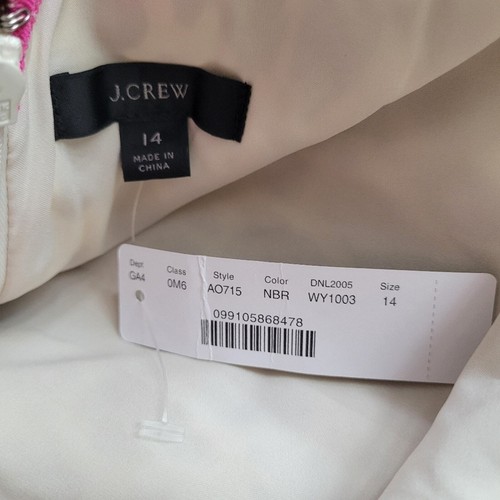 J.CREW
14
MADE IN
CHINA
Dept Class Style Color DNL2005 Size
GA4 0M6 AO715 NBR WY1003 14
099105868478